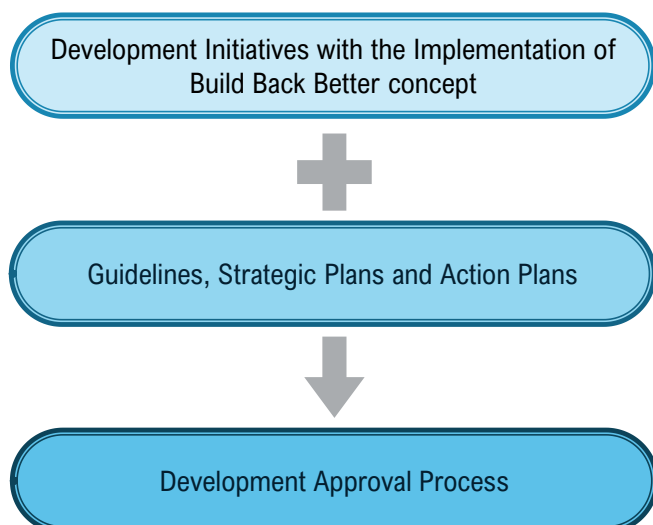 Development Initiatives with the Implementation of
Build Back Better concept
Guidelines, Strategic Plans and Action Plans
Development Approval Process